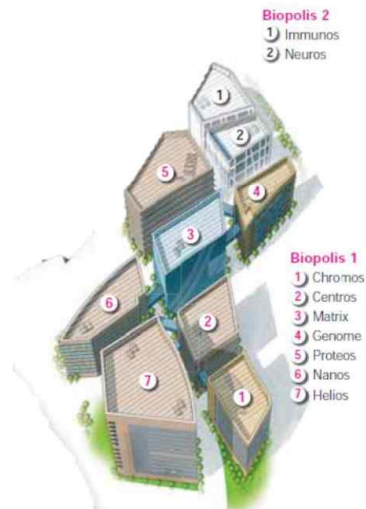 Biopolis 2
1 Immunos
2 Neuros
1
2
5
4
3
6
2
7
1
Biopolis 1
1 Chromos
2 Centros
3 Matrix
4 Genome
5 Proteos
6 Nanos
7 Helios